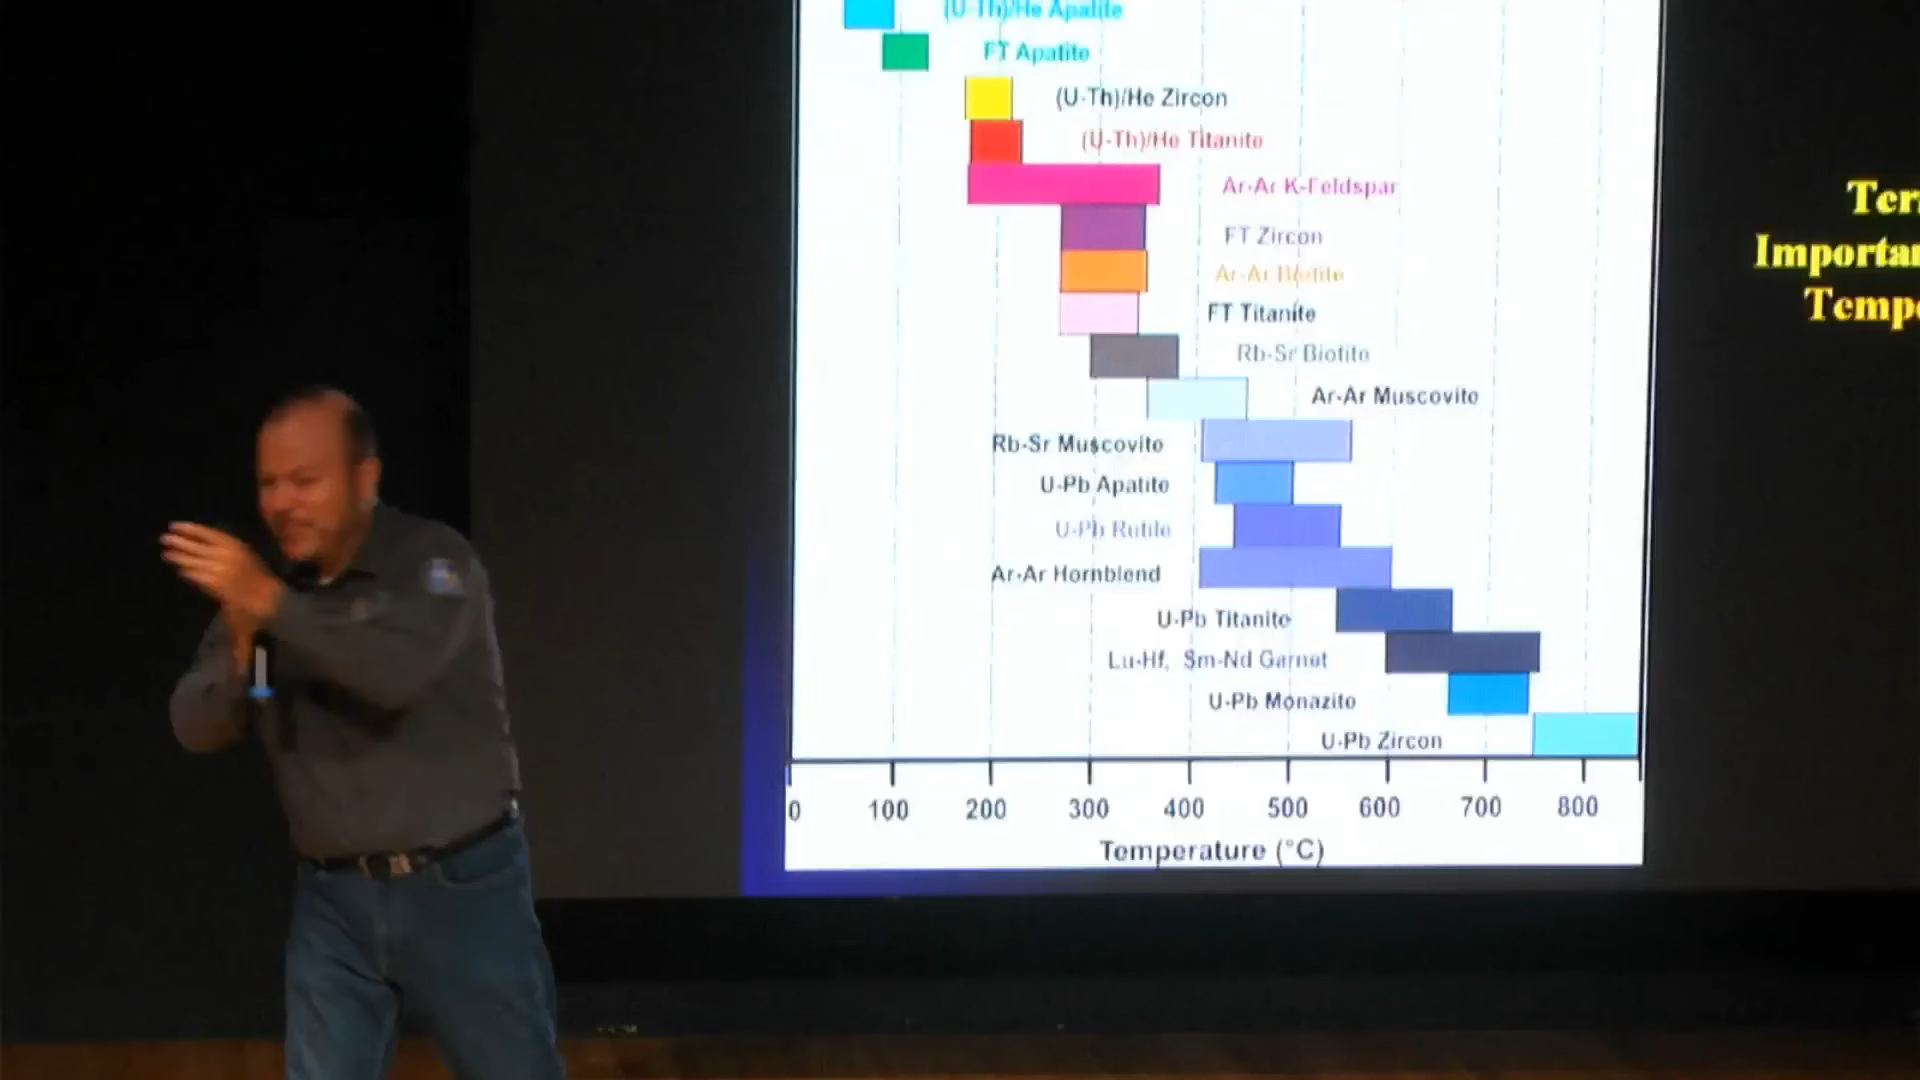 (U-Th)/He Apatite
FT Apatite
(U-Th)/He Zircon
(U-Th)/He Titanite
Ar-Ar K-Feldspar
FT Zircon
Ar-Ar Biotite
FT Titanite
Rb-Sr Biotite
Ar-Ar Muscovite
Rb-Sr Muscovite
U-Pb Apatite
U-Pb Rutile
Ar-Ar Hornblend
U-Pb Titanite
Lu-Hf, Sm-Nd Garnet
U-Pb Monazite
U-Pb Zircon
0 100 200 300 400 500 600 700 800
Temperature (°C)
Importan
Tempe